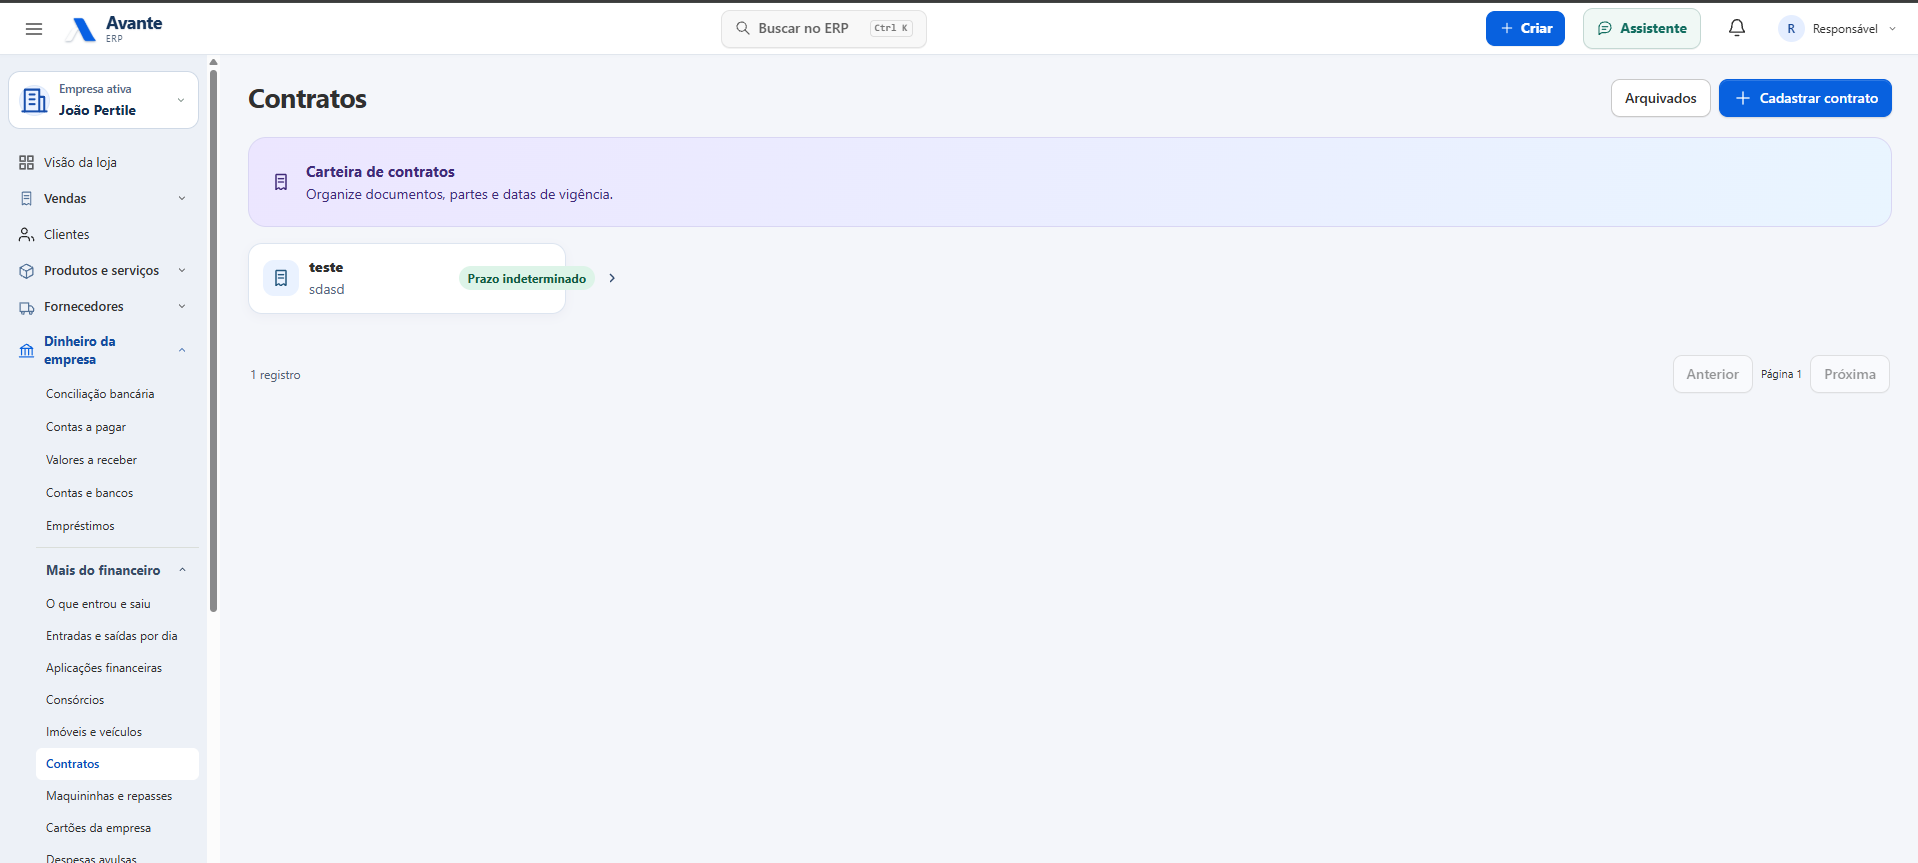 Avante
ERP
Buscar no ERP
Ctrl K
Criar
Assistente
R
Responsável
Empresa ativa
João Pertile
Visão da loja
Vendas
Clientes
Produtos e serviços
Fornecedores
Dinheiro da
empresa
Conciliação bancária
Contas a pagar
Valores a receber
Contas e bancos
Empréstimos
Mais do financeiro
O que entrou e saiu
Entradas e saídas por dia
Aplicações financeiras
Consórcios
Imóveis e veículos
Contratos
Maquininhas e repasses
Cartões da empresa
Despesas avulsas
Contratos
Arquivados
Cadastrar contrato
Carteira de contratos
Organize documentos, partes e datas de vigência.
teste
sdasd
Prazo indeterminado
1 registro
Anterior
Página 1
Próxima